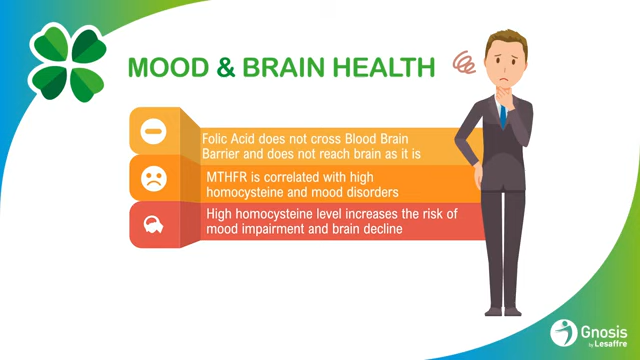 MOOD & BRAIN HEALTH
Folic Acid does not cross Blood Brain
Barrier and does not reach brain as it is
MTHFR is correlated with high
homocysteine and mood disorders
High homocysteine level increases the risk of
mood impairment and brain decline
Gnosis
by Lesaffre